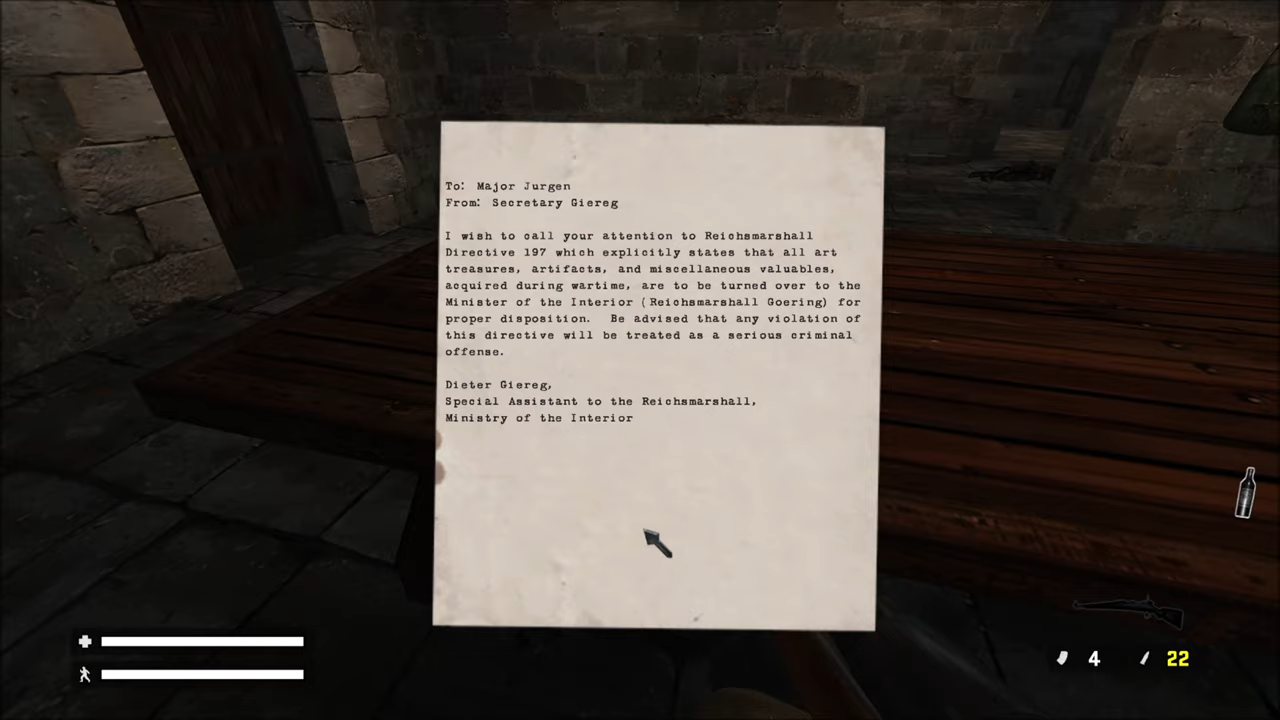 To: Major Jurgen
From: Secretary Giereg
I wish to call your attention to Reichsmarshall
Directive 197 which explicitly states that all art
treasures, artifacts, and miscellaneous valuables,
acquired during wartime, are to be turned over to the
Minister of the Interior (Reichsmarshall Goering) for
proper disposition.  Be advised that any violation of
this directive will be treated as a serious criminal
offense.
Dieter Giereg,
Special Assistant to the Reichsmarshall,
Ministry of the Interior
4 22